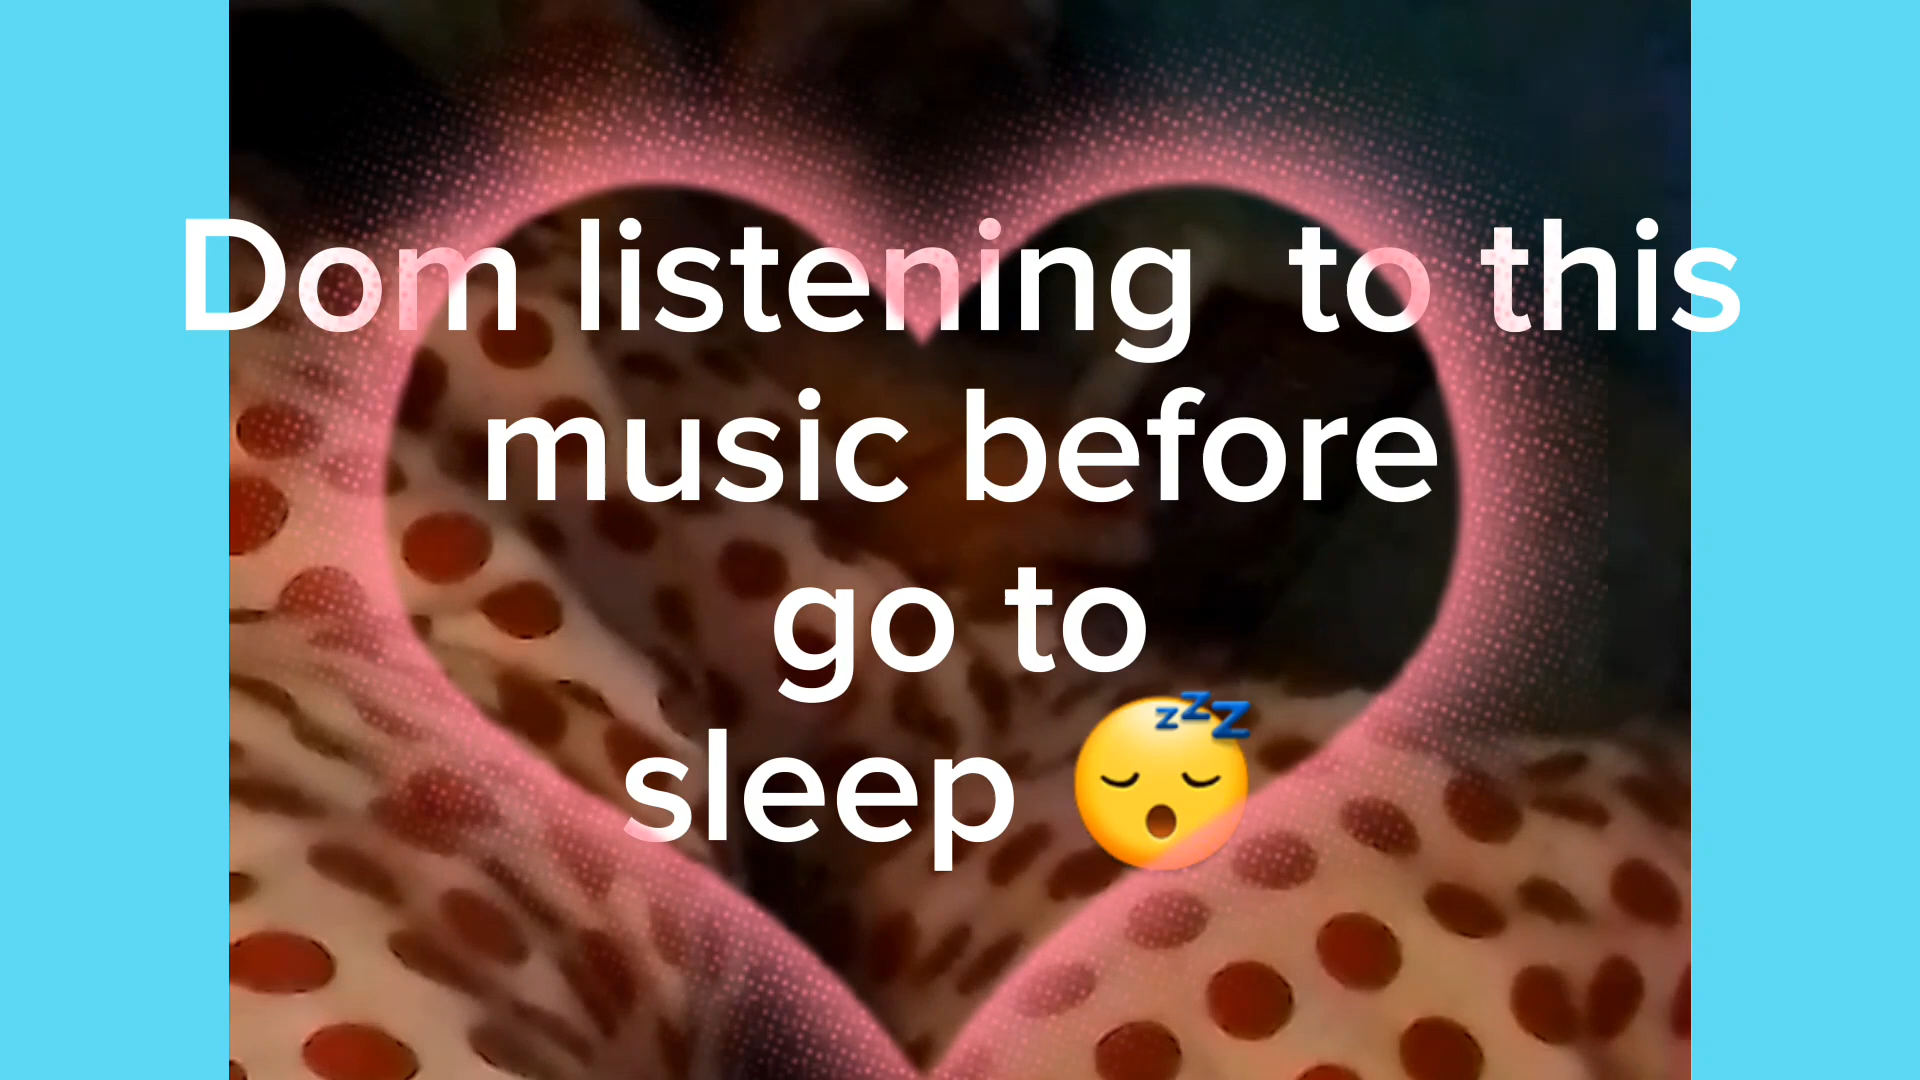 Dom listening  to this
music before
go to
sleep 😴